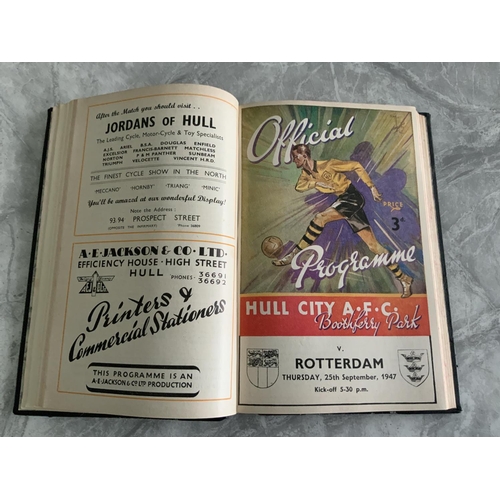 After the Match you should visit . .
JORDANS OF HULL
The Leading Cycle, Motor-Cycle & Toy Specialists
A.J.S. ARIEL B.S.A. DOUGLAS ENFIELD
EXCELSIOR FRANCIS-BARNETT MATCHLESS
NORTON P & H PANTHER SUNBEAM
TRIUMPH VELOCETTE VINCENT H.R.D.
THE FINEST CYCLE SHOW IN THE NORTH
MECCANO HORNBY TRIANG MINIC
You'll be amazed at our wonderful Display!
Note the Address :
93 94 PROSPECT STREET
(OPPOSITE THE INFIRMARY) Phone
A·E·JACKSON & CO·LTD·
EFFICIENCY HOUSE · HIGH STREET
HULL PHONES· 36691
36692
Printers &
Commercial Stationers
THIS PROGRAMME IS AN
A·E·JACKSON & Co LTD PRODUCTION
Official
PRICE
3d
Programme
HULL CITY A.F.C.
Boothferry Park
V.
ROTTERDAM
THURSDAY, 25th September, 1947
Kick-off 5-30 p.m.